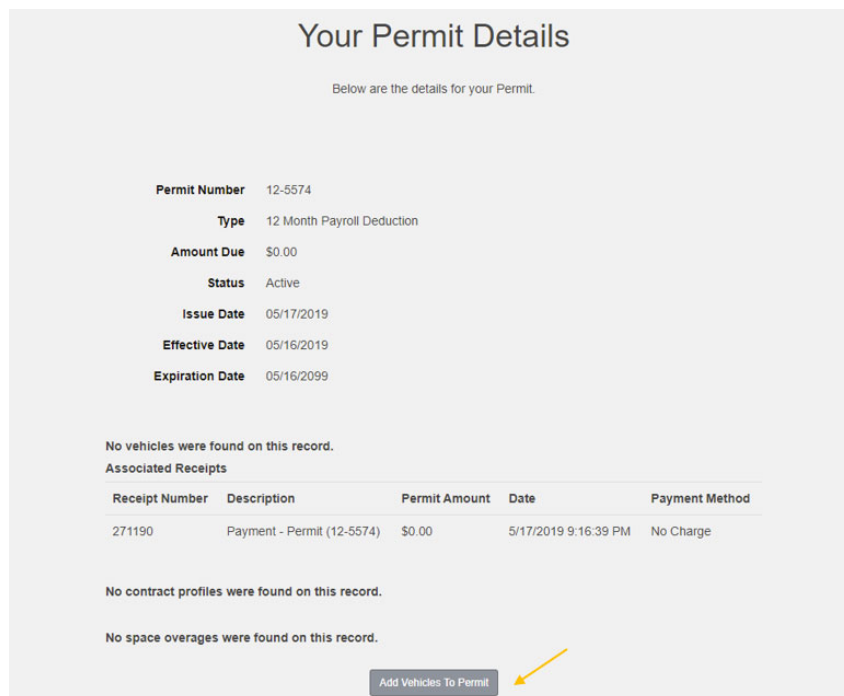 Your Permit Details
Below are the details for your Permit.
Permit Number 12-5574
Type 12 Month Payroll Deduction
Amount Due $0.00
Status Active
Issue Date 05/17/2019
Effective Date 05/16/2019
Expiration Date 05/16/2099
No vehicles were found on this record.
Associated Receipts
Receipt Number Description Permit Amount Date Payment Method
271190 Payment - Permit (12-5574) $0.00 5/17/2019 9:16:39 PM No Charge
No contract profiles were found on this record.
No space overages were found on this record.
Add Vehicles To Permit